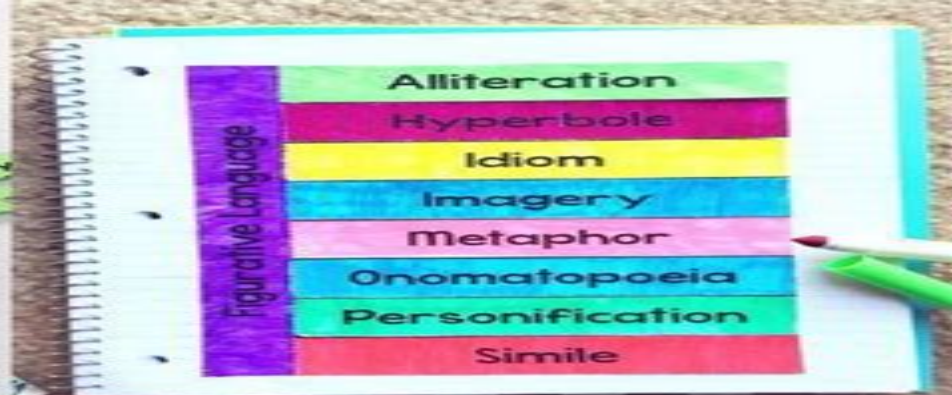 Figurative Language
Alliteration
Hyperbole
Idiom
Imagery
Metaphor
Onomatopoeia
Personification
Simile